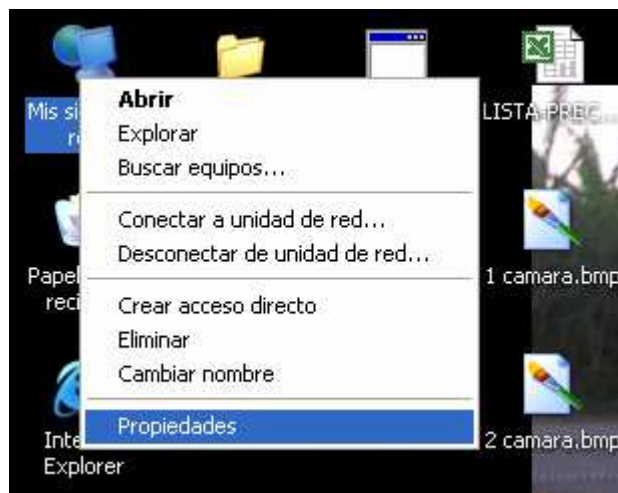 Mis si
r
Abrir
Explorar
Buscar equipos...
Conectar a unidad de red...
Desconectar de unidad de red...
Crear acceso directo
Eliminar
Cambiar nombre
Propiedades
Papel
reci
Inte
Explorer
LISTA-PREC...
1 camara.bmp
2 camara.bmp